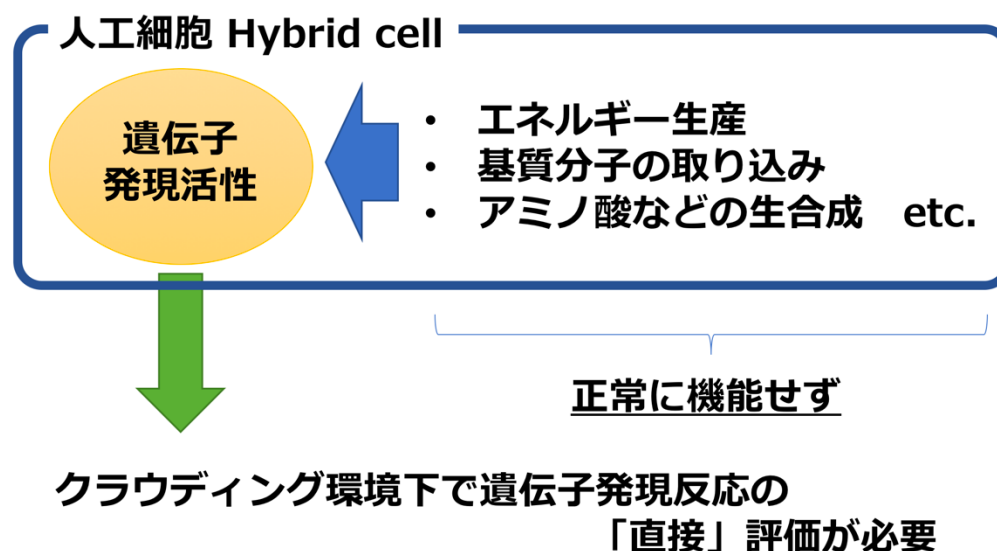 人工細胞 Hybrid cell
遺伝子
発現活性
・ エネルギー生産
・ 基質分子の取り込み
・ アミノ酸などの生合成　etc.
正常に機能せず
クラウディング環境下で遺伝子発現反応の
「直接」評価が必要